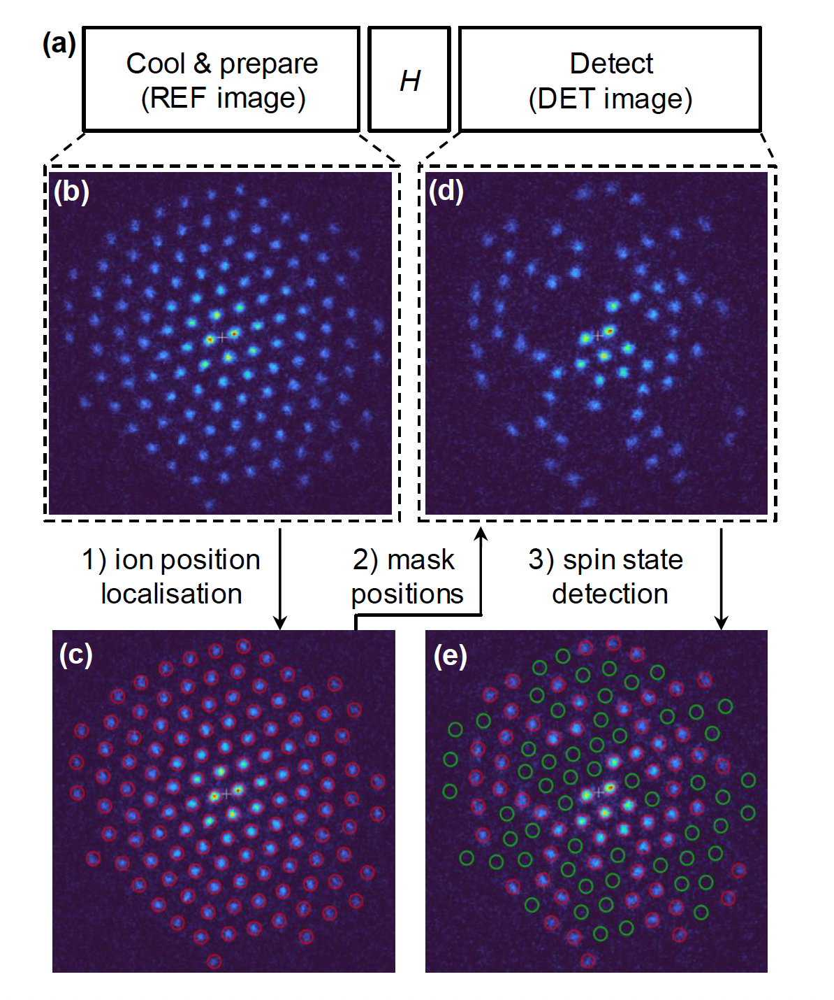 (a)
Cool & prepare
(REF image)
H
Detect
(DET image)
(b)
(d)
1) ion position
localisation
2) mask
positions
3) spin state
detection
(c)
(e)